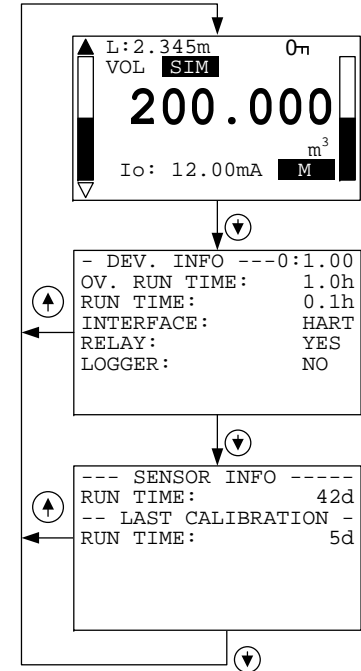 L:2.345m
VOL SIM
200.000
m³
Io: 12.00mA M
- DEV. INFO ---0:1.00
OV. RUN TIME: 1.0h
RUN TIME: 0.1h
INTERFACE: HART
RELAY: YES
LOGGER: NO
--- SENSOR INFO -----
RUN TIME: 42d
-- LAST CALIBRATION -
RUN TIME: 5d